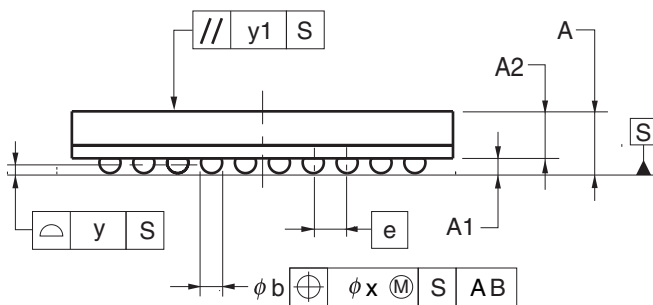 // y1 S
A
A2
S
⌓ y S
e
A1
ϕb ⌖ ϕx Ⓜ S AB